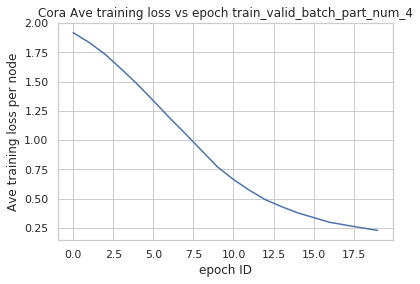 Cora Ave training loss vs epoch train_valid_batch_part_num_4
Ave training loss per node
2.00
1.75
1.50
1.25
1.00
0.75
0.50
0.25
0.0 2.5 5.0 7.5 10.0 12.5 15.0 17.5
epoch ID